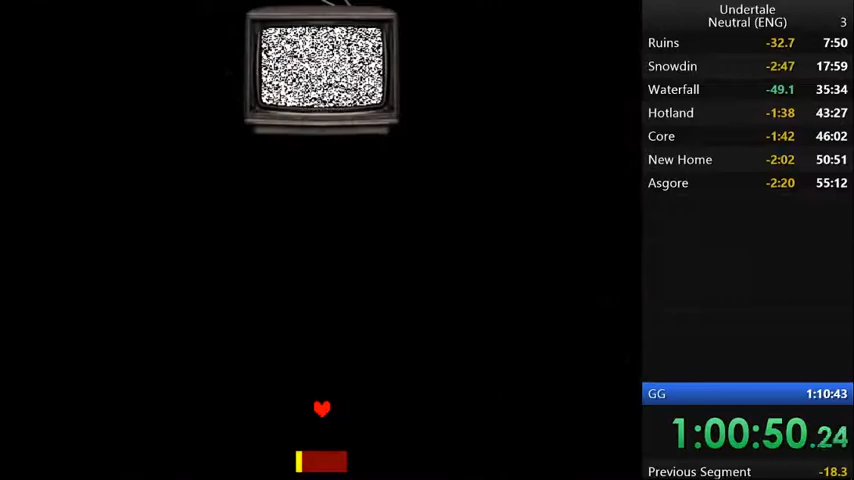 Undertale
Neutral (ENG) 3
Ruins -32.7 7:50
Snowdin -2:47 17:59
Waterfall -49.1 35:34
Hotland -1:38 43:27
Core -1:42 46:02
New Home -2:02 50:51
Asgore -2:20 55:12
GG 1:10:43
1:00:50.24
Previous Segment -18.3